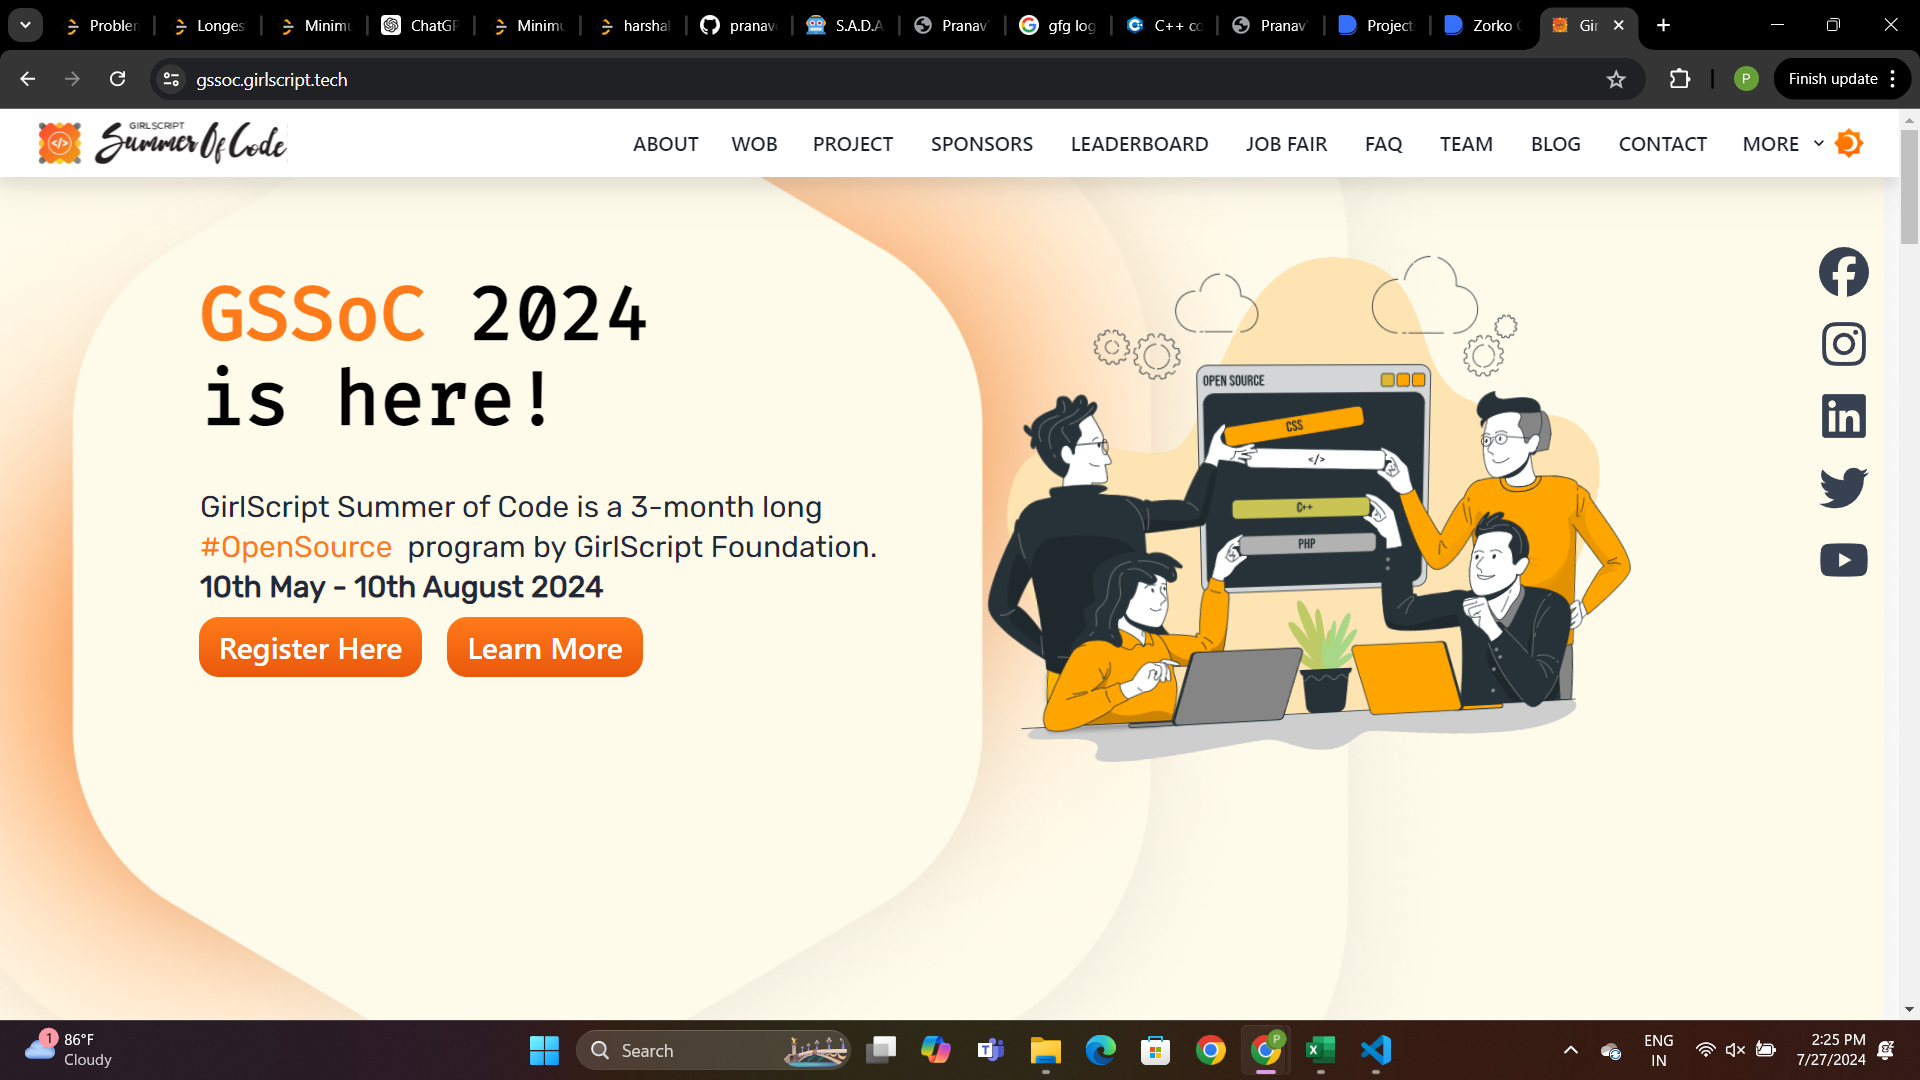 Problem
Longes
Minimu
ChatGP
Minimu
harshal
pranav
S.A.D.A
Pranav'
gfg log
C++ co
Pranav'
Project
Zorko
Gir
gssoc.girlscript.tech
P
Finish update
GIRLSCRIPT
Summer Of Code
ABOUT
WOB
PROJECT
SPONSORS
LEADERBOARD
JOB FAIR
FAQ
TEAM
BLOG
CONTACT
MORE
GSSoC 2024
is here!
GirlScript Summer of Code is a 3-month long
#OpenSource program by GirlScript Foundation.
10th May - 10th August 2024
Register Here
Learn More
OPEN SOURCE
CSS
</>
C++
PHP
1
86°F
Cloudy
Search
P
ENG
IN
2:25 PM
7/27/2024